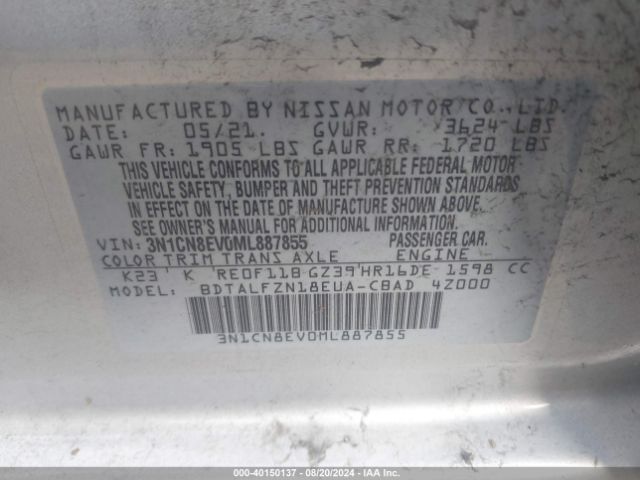 MANUFACTURED BY NISSAN MOTOR CO., LTD.
DATE: 05/21. GVWR: 3624 LBS
GAWR FR: 1905 LBS GAWR RR: 1720 LBS
THIS VEHICLE CONFORMS TO ALL APPLICABLE FEDERAL MOTOR
VEHICLE SAFETY, BUMPER AND THEFT PREVENTION STANDARDS
IN EFFECT ON THE DATE OF MANUFACTURE SHOWN ABOVE.
SEE OWNER'S MANUAL FOR ADDITIONAL INFORMATION
VIN: 3N1CN8EV0ML887855 PASSENGER CAR.
COLOR TRIM TRANS AXLE ENGINE
K23 K RE0F11B GZ39 HR16DE 1598 CC
MODEL: BDTALFZN18EUA-CBAD 4Z000
3N1CN8EV0ML887855
000-40150137 - 08/20/2024 - IAA Inc.